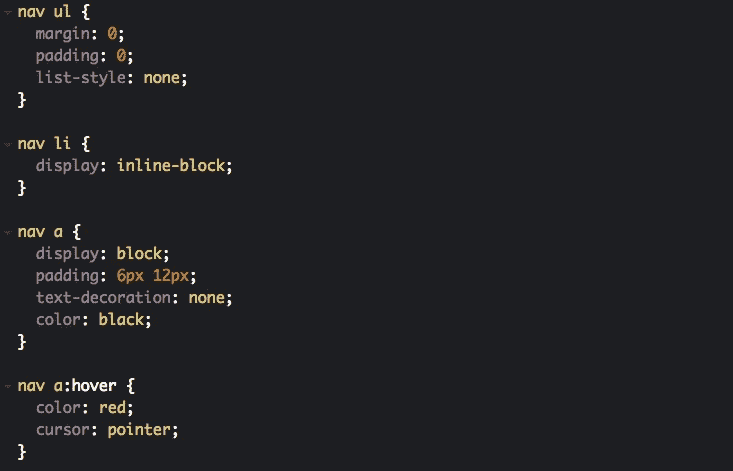 nav ul {
margin: 0;
padding: 0;
list-style: none;
}
nav li {
display: inline-block;
}
nav a {
display: block;
padding: 6px 12px;
text-decoration: none;
color: black;
}
nav a:hover {
color: red;
cursor: pointer;
}